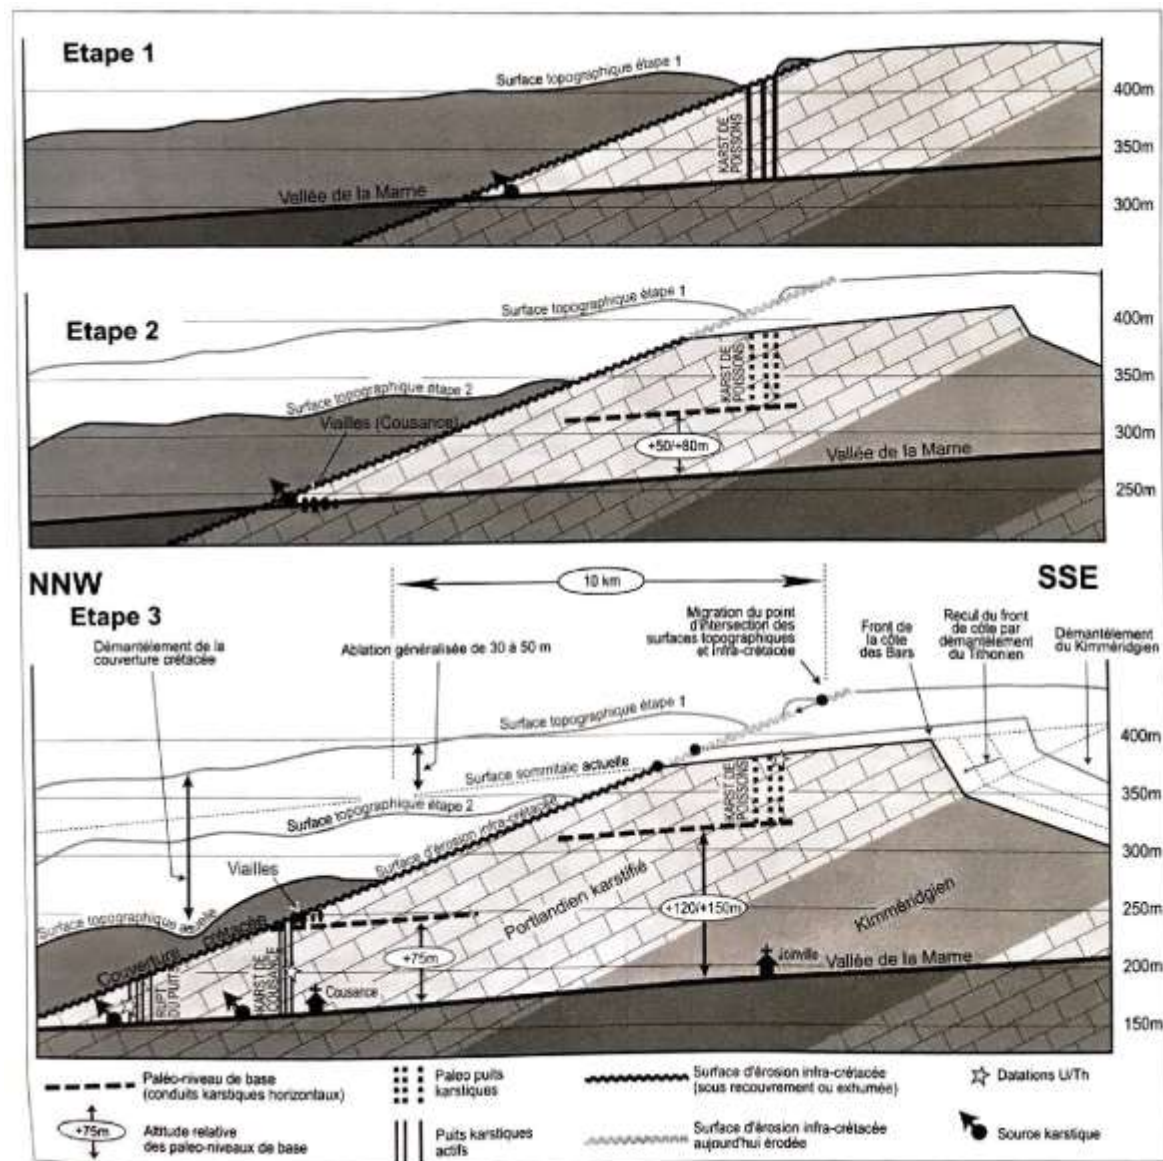 Etape 1
Surface topographique étape 1
KARST DE
POISSONS
Vallée de la Marne
400m
350m
300m
Etape 2
Surface topographique étape 1
Surface topographique étape 2
Viailles (Cousance)
KARST DE
POISSONS
+50/+80m
Vallée de la Marne
400m
350m
300m
250m
NNW
10 km
SSE
Etape 3
Démantèlement de la
couverture crétacée
Ablation généralisée de 30 à 50 m
Migration du point
d'intersection des
surfaces topographiques
et infra-crétacée
Front de
la côte
des Bars
Recul du front
de côte par
démantèlement
du Tithonien
Démantèlement
du Kimméridgien
Surface topographique étape 1
Surface sommitale actuelle
Surface topographique étape 2
Surface d'érosion infra-crétacée
Viailles
Surface topographique actuelle
Couverture crétacée
KARST DE
POISSONS
Portlandien karstifié
Kimméridgien
+120/+150m
+75m
RUPT
DU PUITS
KARST DE
COUSANCE
Cousance
Joinville
Vallée de la Marne
400m
350m
300m
250m
200m
150m
Paléo-niveau de base
(conduits karstiques horizontaux)
Paleo puits
karstiques
Surface d'érosion infra-crétacée
(sous recouvrement ou exhumée)
Datations U/Th
+75m
Altitude relative
des paleo-niveaux de base
Puits karstiques
actifs
Surface d'érosion infra-crétacée
aujourd'hui érodée
Source karstique